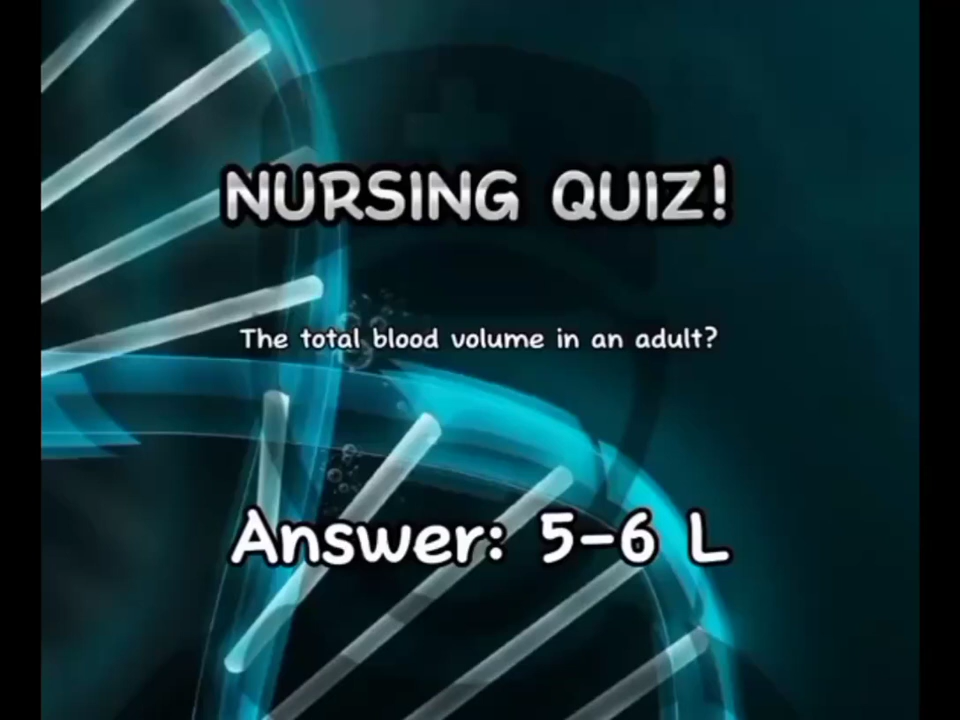 NURSING QUIZ!
The total blood volume in an adult?
Answer: 5-6 L